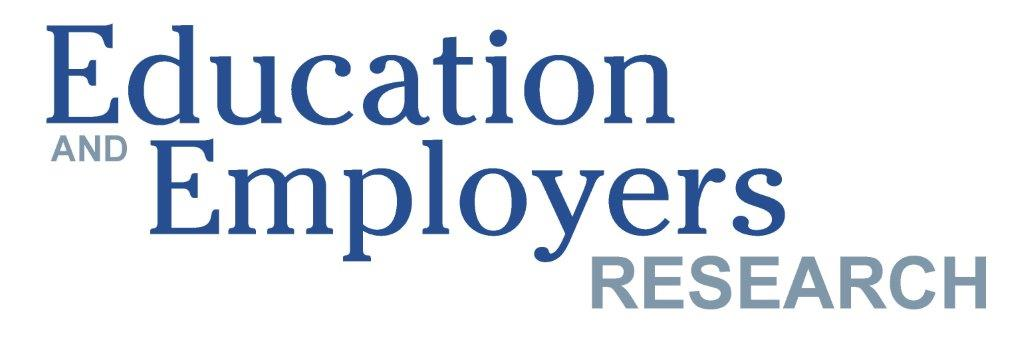 Education
AND Employers
RESEARCH